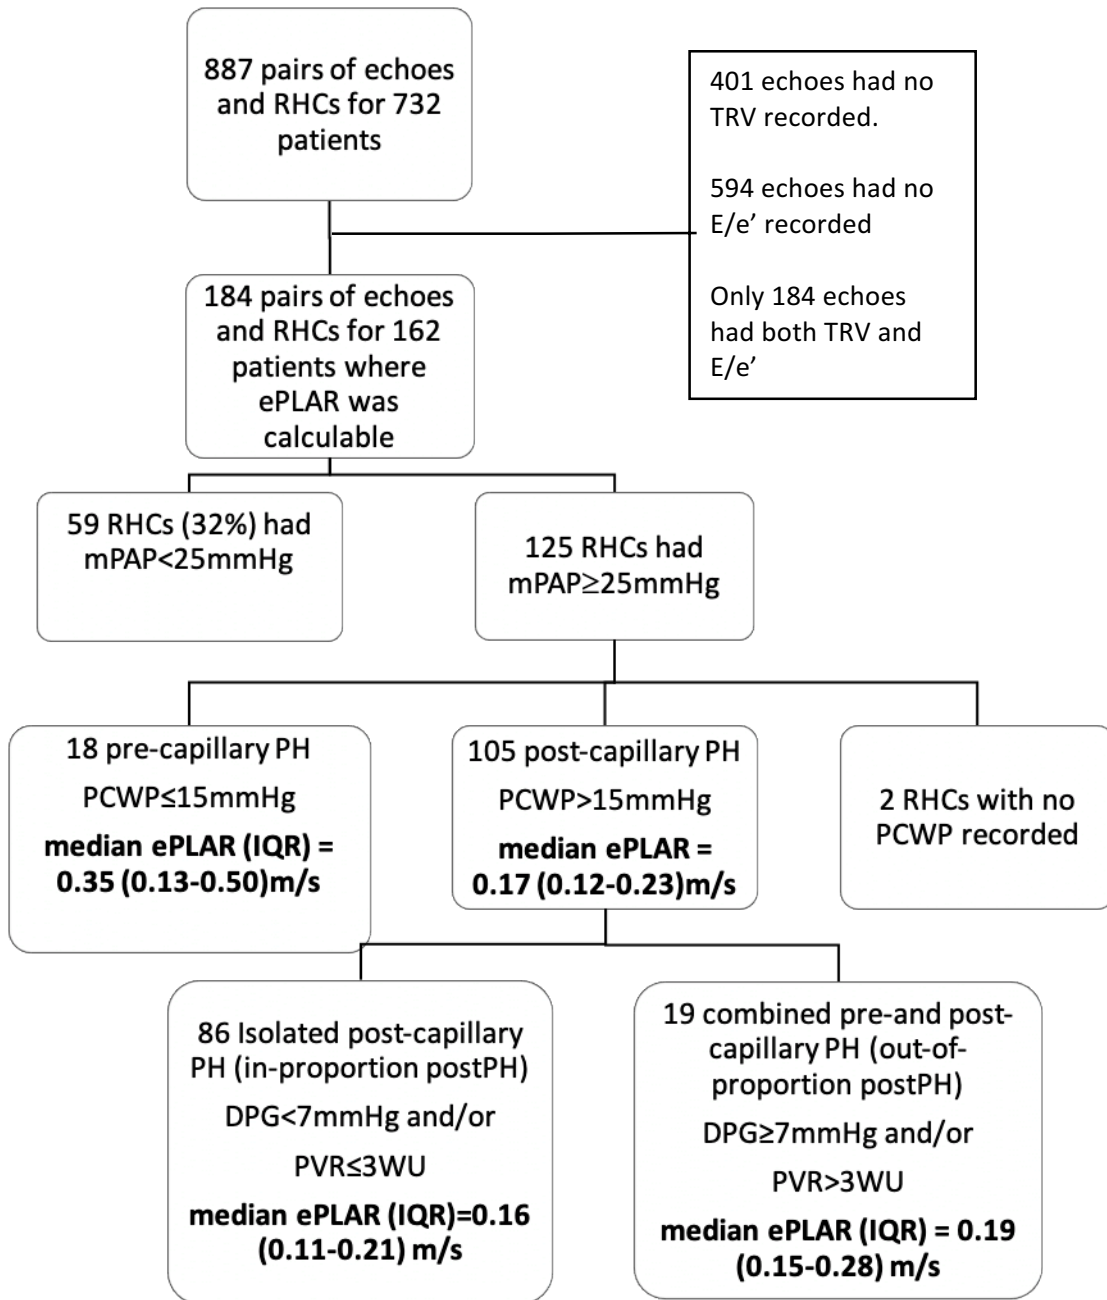 887 pairs of echoes
and RHCs for 732
patients
401 echoes had no
TRV recorded.
594 echoes had no
E/e’ recorded
Only 184 echoes
had both TRV and
E/e’
184 pairs of echoes
and RHCs for 162
patients where
ePLAR was
calculable
59 RHCs (32%) had
mPAP<25mmHg
125 RHCs had
mPAP≥25mmHg
18 pre-capillary PH
PCWP≤15mmHg
median ePLAR (IQR) =
0.35 (0.13-0.50)m/s
105 post-capillary PH
PCWP>15mmHg
median ePLAR =
0.17 (0.12-0.23)m/s
2 RHCs with no
PCWP recorded
86 Isolated post-capillary
PH (in-proportion postPH)
DPG<7mmHg and/or
PVR≤3WU
median ePLAR (IQR)=0.16
(0.11-0.21) m/s
19 combined pre-and post-
capillary PH (out-of-
proportion postPH)
DPG≥7mmHg and/or
PVR>3WU
median ePLAR (IQR) = 0.19
(0.15-0.28) m/s